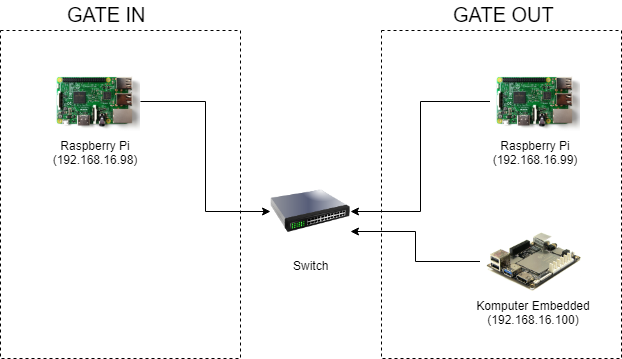 GATE IN
GATE OUT
Raspberry Pi
(192.168.16.98)
Raspberry Pi
(192.168.16.99)
Switch
Komputer Embedded
(192.168.16.100)